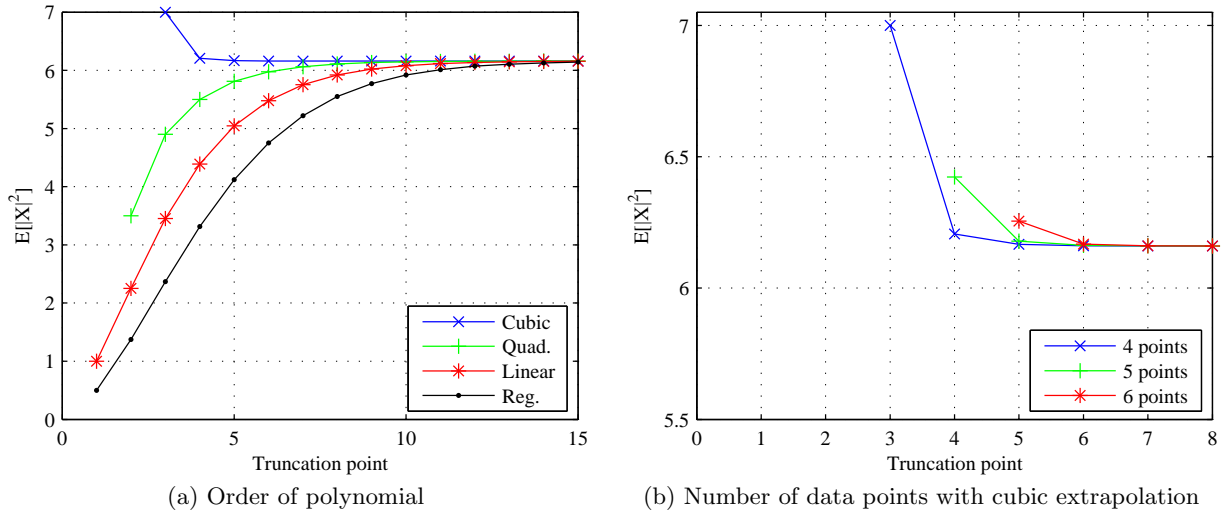 7
6
5
4
3
2
1
0
E[|X|²]
0
5
10
15
Truncation point
Cubic
Quad.
Linear
Reg.
(a) Order of polynomial
7
6.5
6
5.5
E[|X|²]
0
1
2
3
4
5
6
7
8
Truncation point
4 points
5 points
6 points
(b) Number of data points with cubic extrapolation